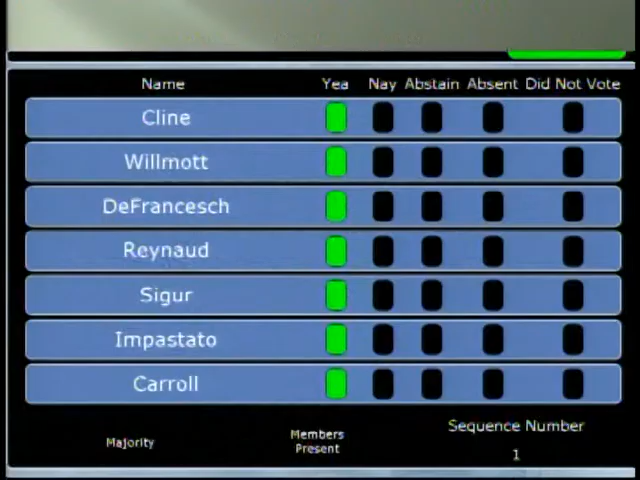 Name Yea Nay Abstain Absent Did Not Vote
Cline
Willmott
DeFrancesch
Reynaud
Sigur
Impastato
Carroll
Majority Members Present Sequence Number
1